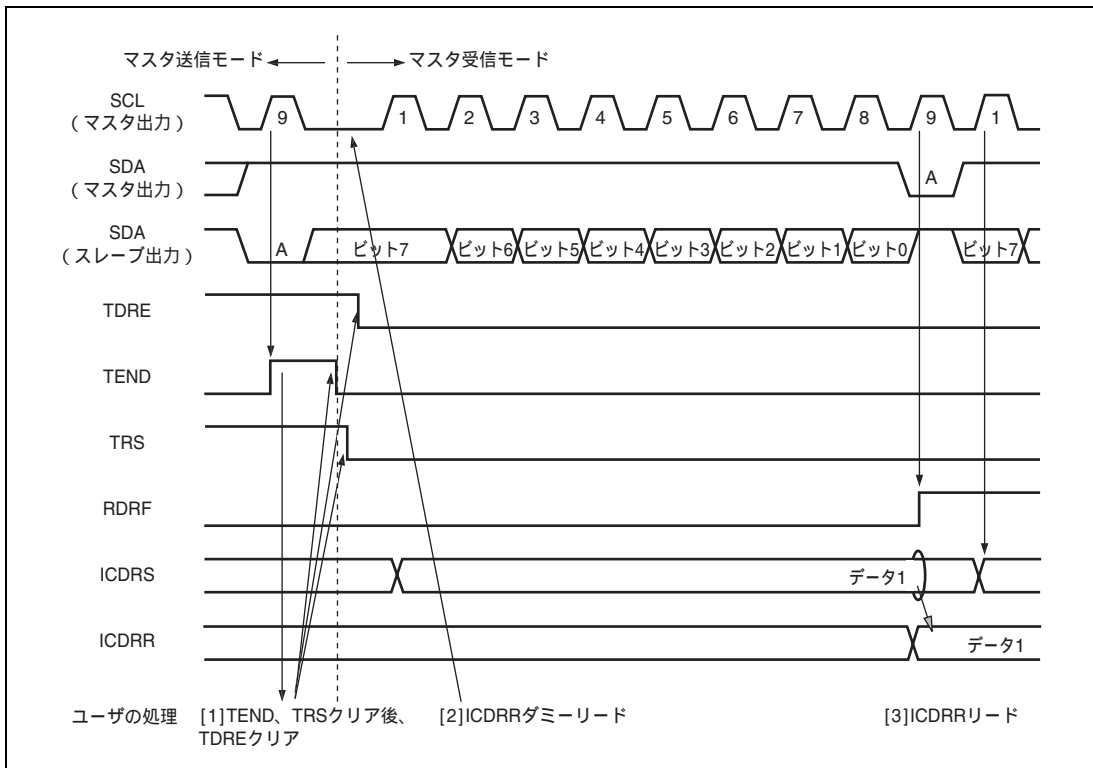 マスタ送信モード マスタ受信モード
SCL
（マスタ出力） 9 1 2 3 4 5 6 7 8 9 1
SDA
（マスタ出力） A
SDA
（スレーブ出力） A ビット7 ビット6 ビット5 ビット4 ビット3 ビット2 ビット1 ビット0 ビット7
TDRE
TEND
TRS
RDRF
ICDRS データ1
ICDRR データ1
ユーザの処理 [1]TEND、TRSクリア後、 [2]ICDRRダミーリード [3]ICDRRリード
TDREクリア